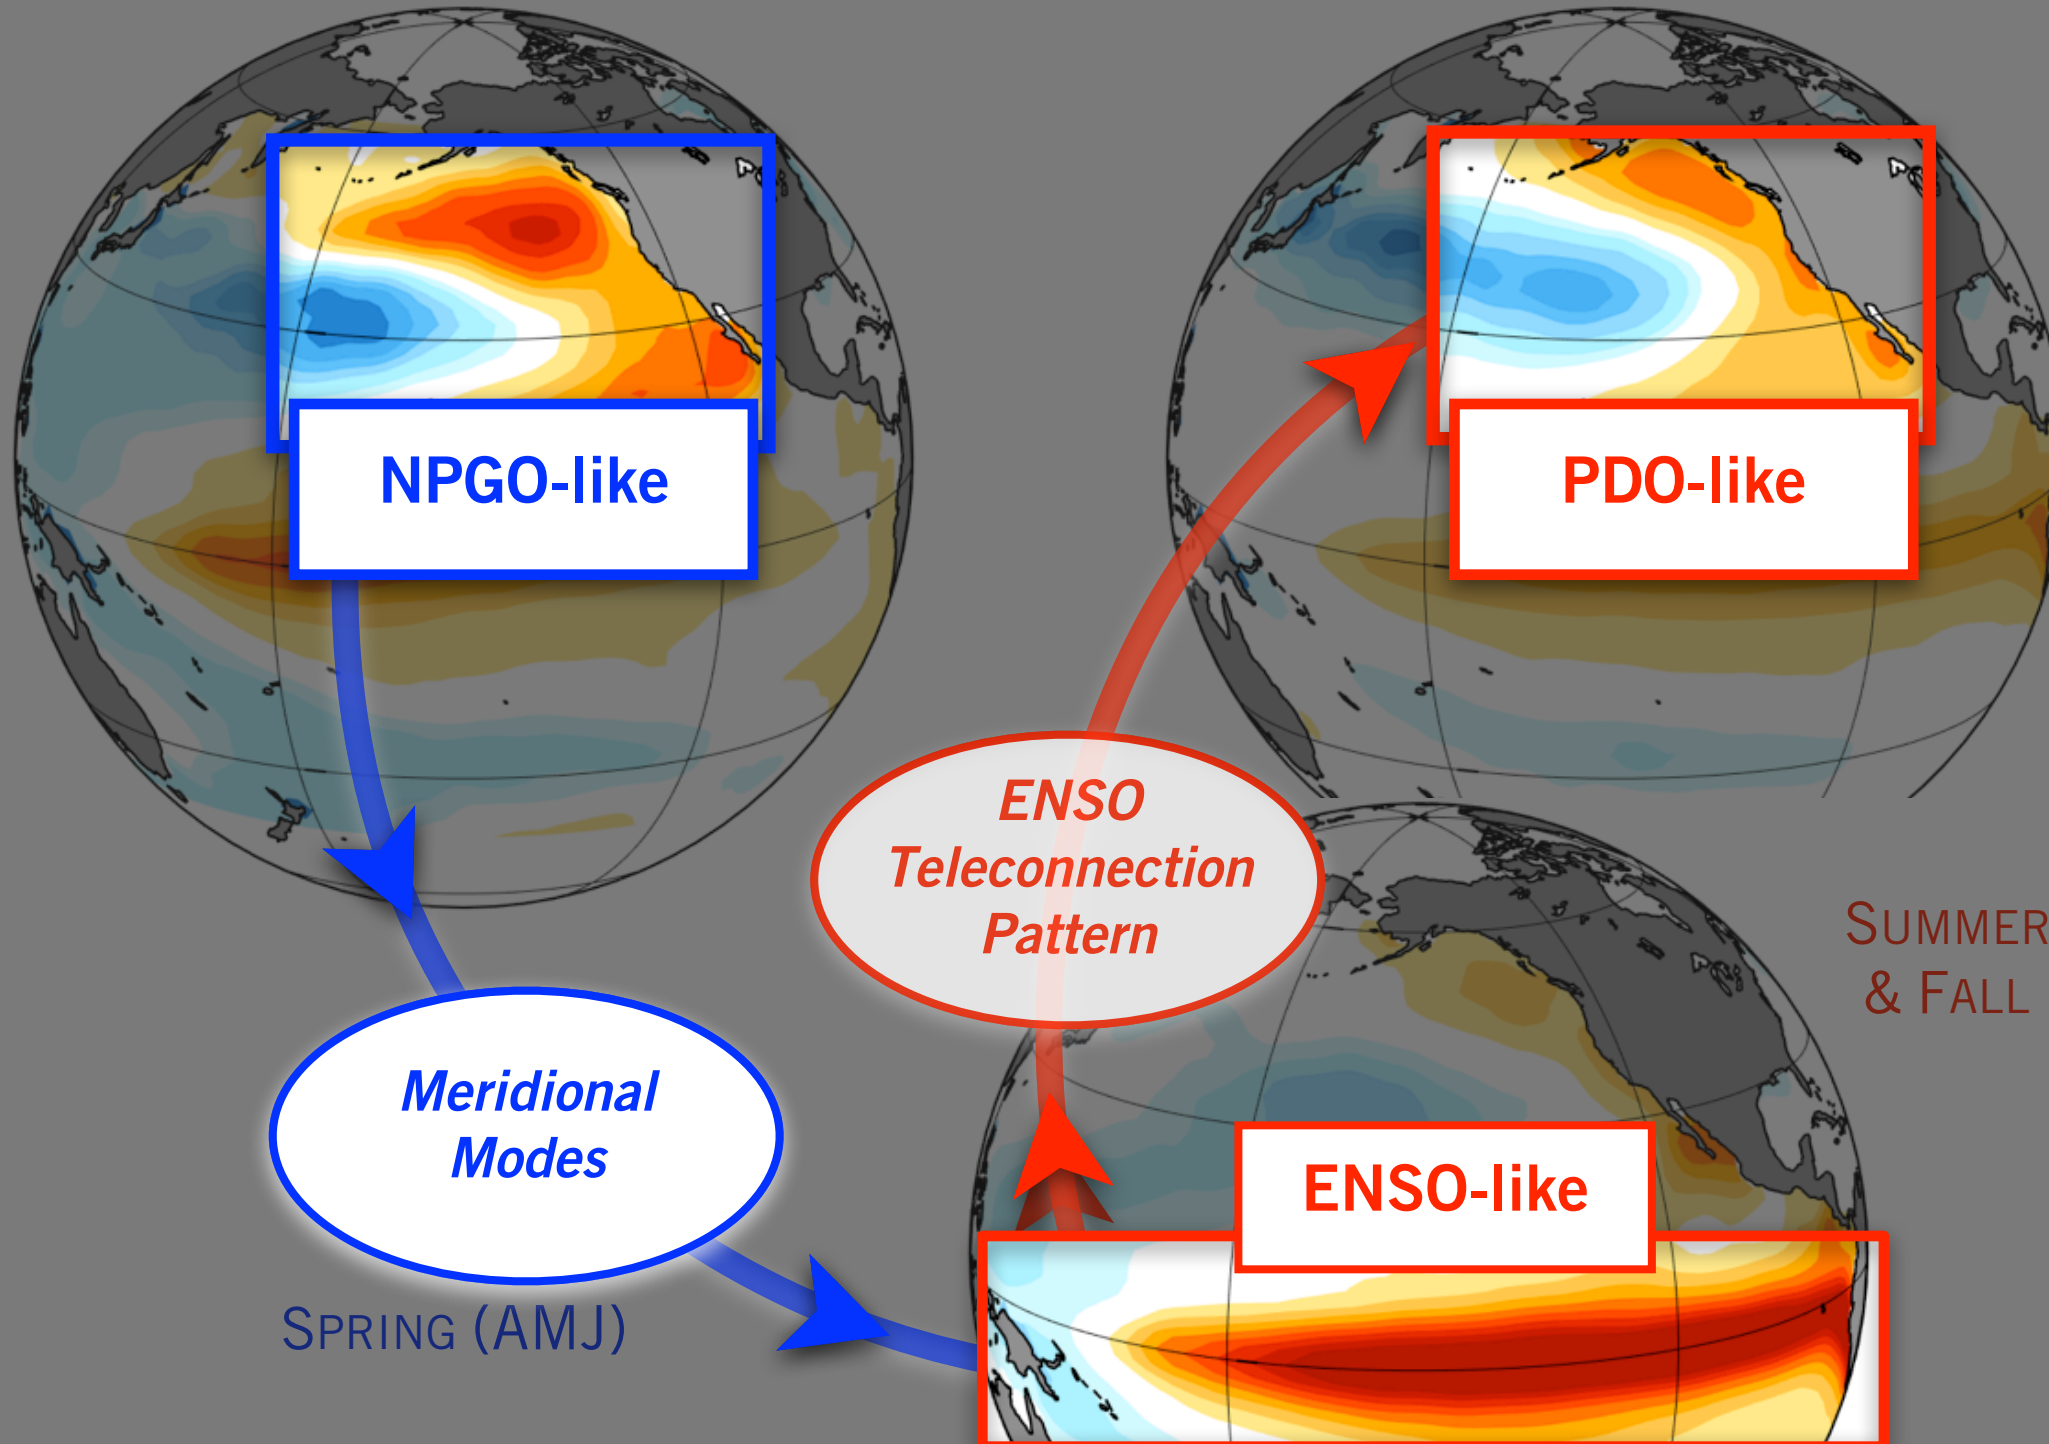 NPGO-like
PDO-like
ENSO
Teleconnection
Pattern
SUMMER
& FALL
Meridional
Modes
ENSO-like
SPRING (AMJ)